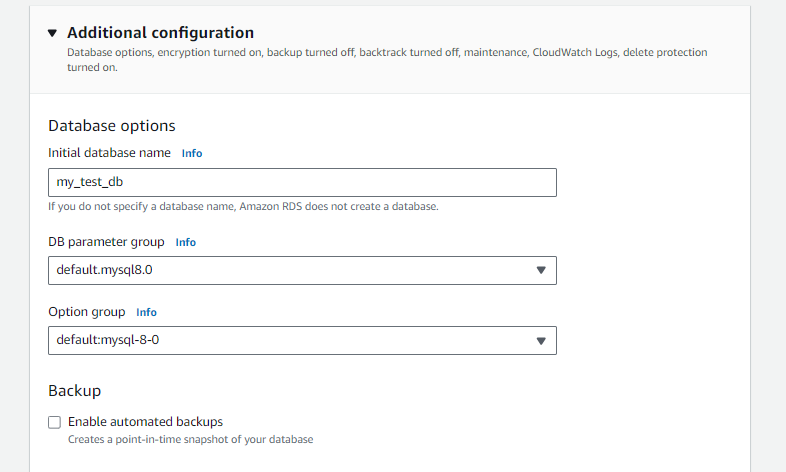 Additional configuration
Database options, encryption turned on, backup turned off, backtrack turned off, maintenance, CloudWatch Logs, delete protection
turned on.
Database options
Initial database name Info
my_test_db
If you do not specify a database name, Amazon RDS does not create a database.
DB parameter group Info
default.mysql8.0
Option group Info
default:mysql-8-0
Backup
Enable automated backups
Creates a point-in-time snapshot of your database